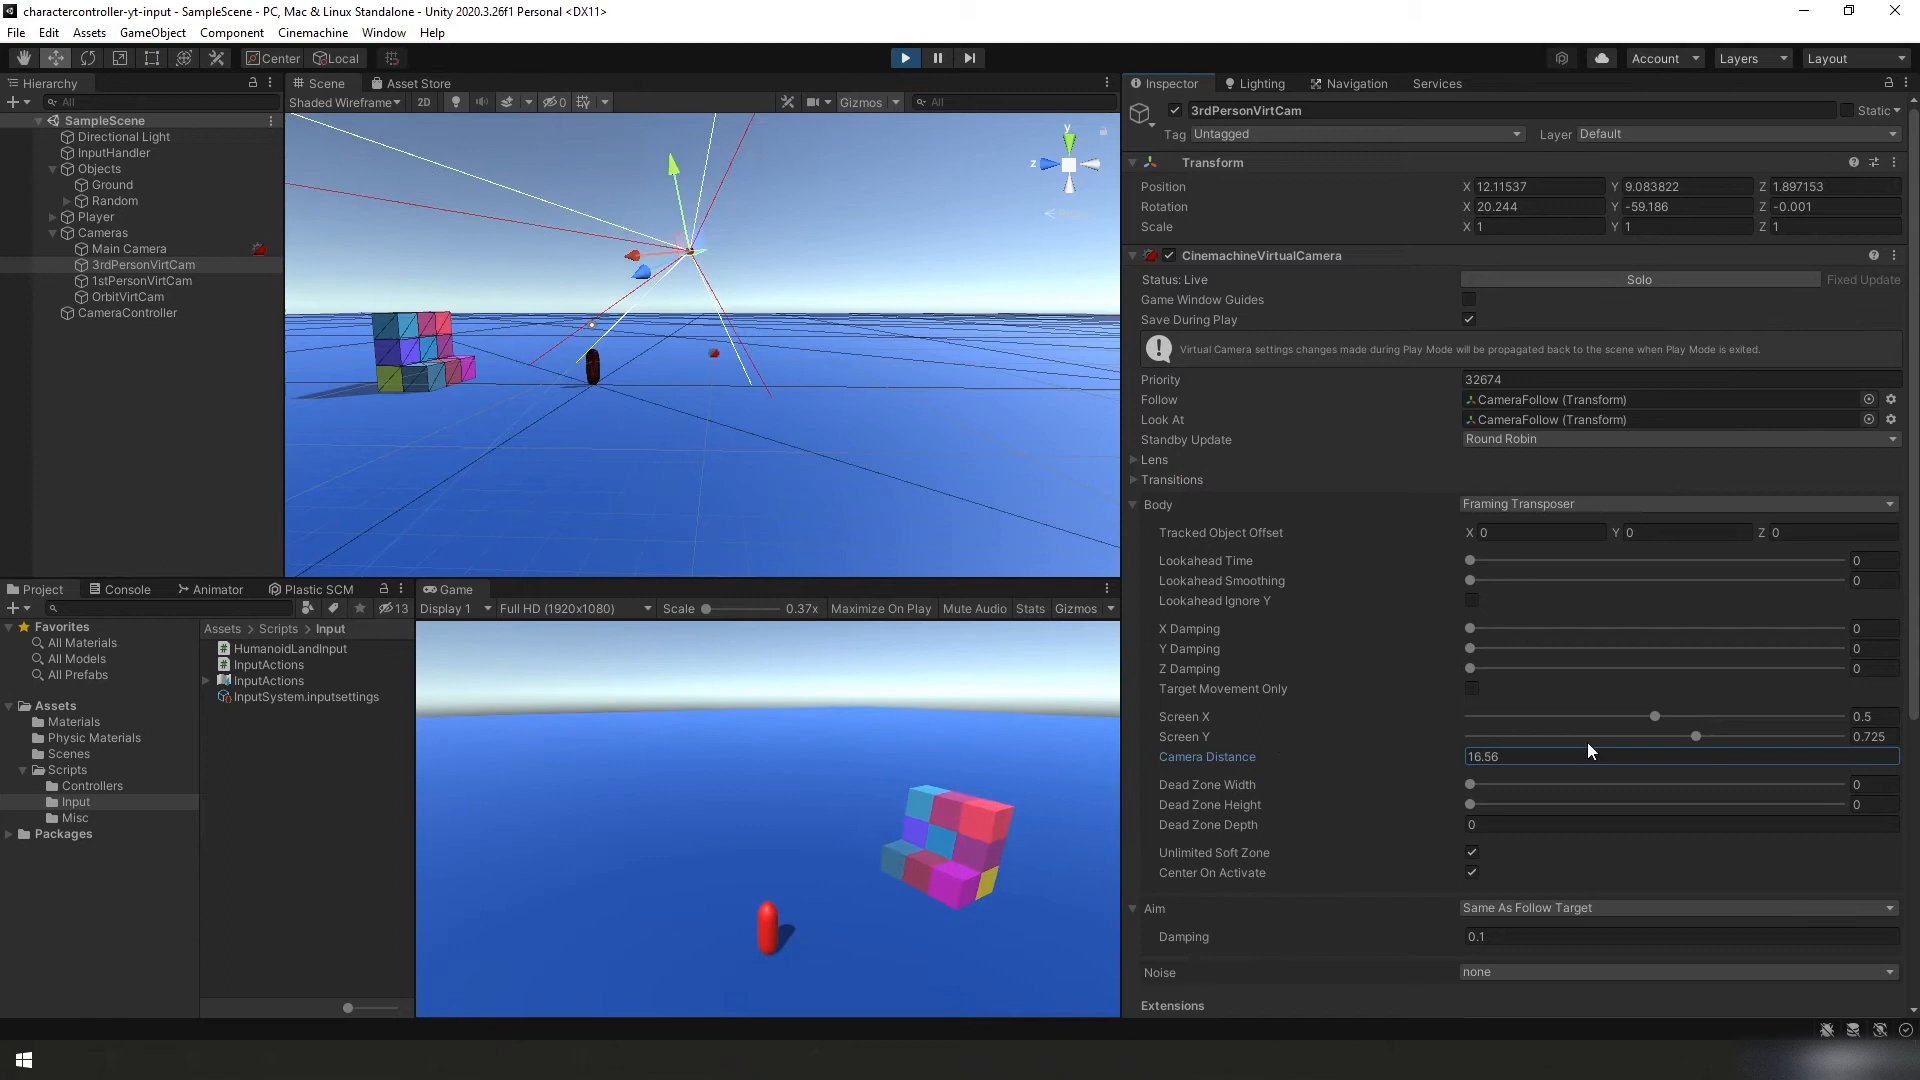 charactercontroller-yt-input - SampleScene - PC, Mac & Linux Standalone - Unity 2020.3.26f1 Personal <DX11>
File Edit Assets GameObject Component Cinemachine Window Help
Center Local Account Layers Layout
Hierarchy
All
SampleScene
Directional Light
InputHandler
Objects
Ground
Random
Player
Cameras
Main Camera
3rdPersonVirtCam
1stPersonVirtCam
OrbitVirtCam
CameraController
Scene Asset Store
Shaded Wireframe 2D 0 Gizmos All
y
z
Project Console Animator Plastic SCM
13
Favorites
All Materials
All Models
All Prefabs
Assets
Materials
Physic Materials
Scenes
Scripts
Controllers
Input
Misc
Packages
Assets > Scripts > Input
HumanoidLandInput
InputActions
InputActions
InputSystem.inputsettings
Game
Display 1 Full HD (1920x1080) Scale 0.37x Maximize On Play Mute Audio Stats Gizmos
Inspector Lighting Navigation Services
3rdPersonVirtCam Static
Tag Untagged Layer Default
Transform
Position X 12.11537 Y 9.083822 Z 1.897153
Rotation X 20.244 Y -59.186 Z -0.001
Scale X 1 Y 1 Z 1
CinemachineVirtualCamera
Status: Live Solo Fixed Update
Game Window Guides
Save During Play
Virtual Camera settings changes made during Play Mode will be propagated back to the scene when Play Mode is exited.
Priority 32674
Follow CameraFollow (Transform)
Look At CameraFollow (Transform)
Standby Update Round Robin
Lens
Transitions
Body Framing Transposer
Tracked Object Offset X 0 Y 0 Z 0
Lookahead Time 0
Lookahead Smoothing 0
Lookahead Ignore Y
X Damping 0
Y Damping 0
Z Damping 0
Target Movement Only
Screen X 0.5
Screen Y 0.725
Camera Distance 16.56
Dead Zone Width 0
Dead Zone Height 0
Dead Zone Depth 0
Unlimited Soft Zone
Center On Activate
Aim Same As Follow Target
Damping 0.1
Noise none
Extensions